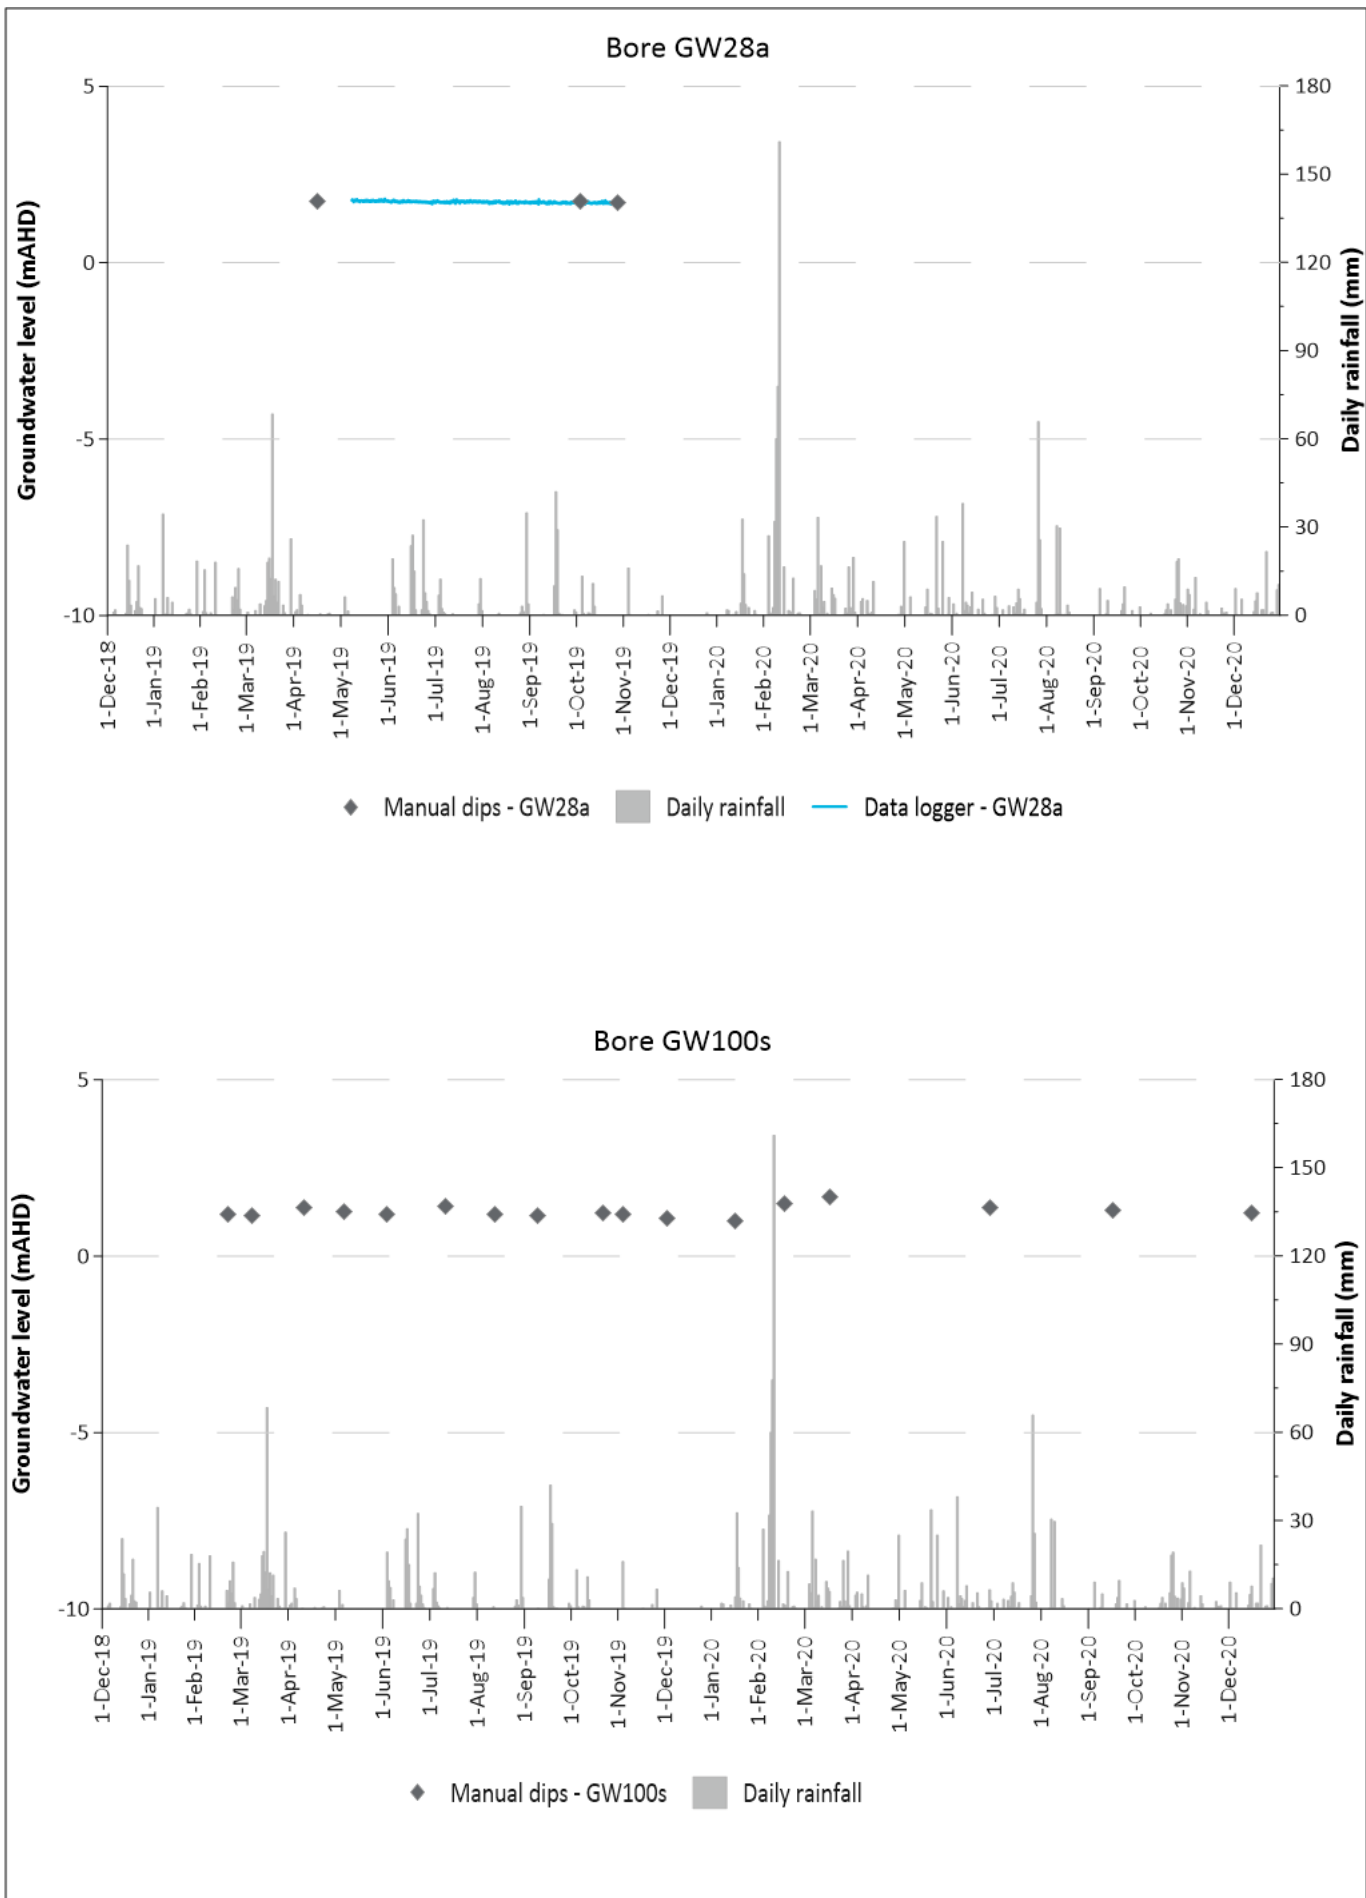 Bore GW28a
Groundwater level (mAHD)
5
0
-5
-10
180
150
120
90
60
30
0
Daily rainfall (mm)
1-Dec-18
1-Jan-19
1-Feb-19
1-Mar-19
1-Apr-19
1-May-19
1-Jun-19
1-Jul-19
1-Aug-19
1-Sep-19
1-Oct-19
1-Nov-19
1-Dec-19
1-Jan-20
1-Feb-20
1-Mar-20
1-Apr-20
1-May-20
1-Jun-20
1-Jul-20
1-Aug-20
1-Sep-20
1-Oct-20
1-Nov-20
1-Dec-20
Manual dips - GW28a Daily rainfall Data logger - GW28a
Bore GW100s
Groundwater level (mAHD)
5
0
-5
-10
180
150
120
90
60
30
0
Daily rainfall (mm)
1-Dec-18
1-Jan-19
1-Feb-19
1-Mar-19
1-Apr-19
1-May-19
1-Jun-19
1-Jul-19
1-Aug-19
1-Sep-19
1-Oct-19
1-Nov-19
1-Dec-19
1-Jan-20
1-Feb-20
1-Mar-20
1-Apr-20
1-May-20
1-Jun-20
1-Jul-20
1-Aug-20
1-Sep-20
1-Oct-20
1-Nov-20
1-Dec-20
Manual dips - GW100s Daily rainfall